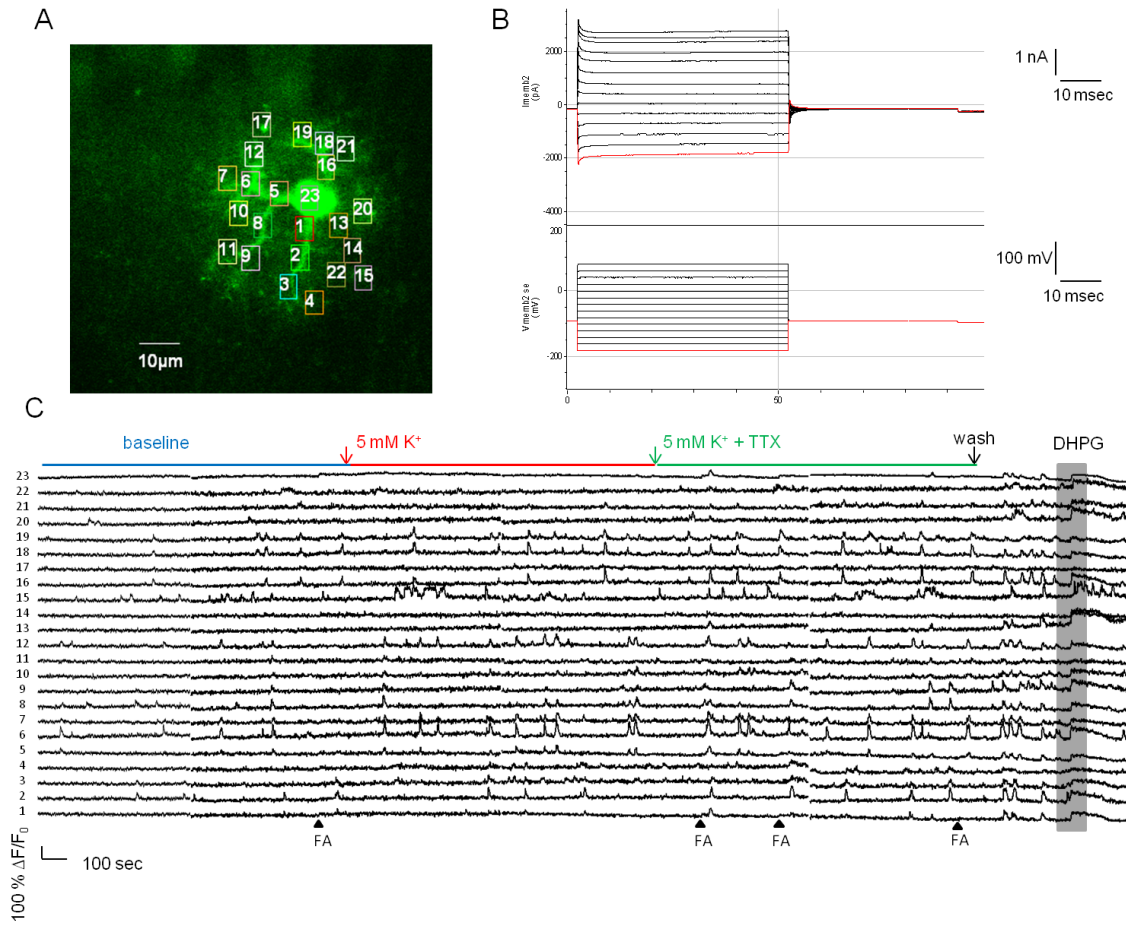 A
17
19
18
21
12
16
7
6
5
23
10
20
8
1
13
11
9
2
14
3
22
15
4
10µm
B
Imemb2
(pA)
2000
0
-2000
-4000
1 nA
10 msec
200
0
-200
Vmemb2 se
(mV)
0
50
100 mV
10 msec
C
baseline
5 mM K⁺
5 mM K⁺ + TTX
wash
DHPG
23
22
21
20
19
18
17
16
15
14
13
12
11
10
9
8
7
6
5
4
3
2
1
FA
FA
FA
FA
100 % ΔF/F₀
100 sec